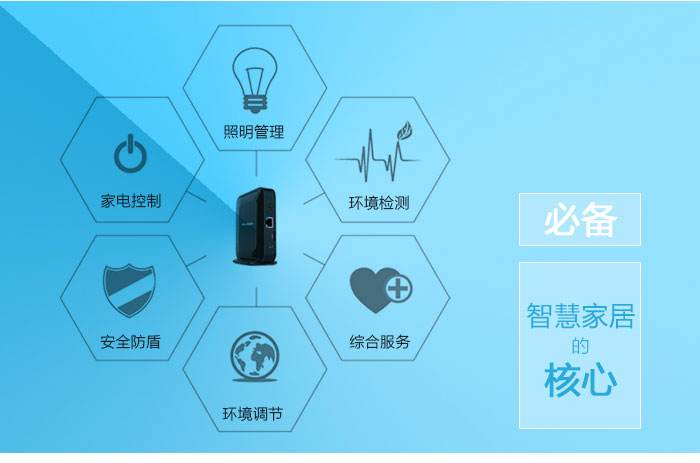 照明管理
家电控制
环境检测
安全防盾
综合服务
环境调节
必备
智慧家居
的
核心